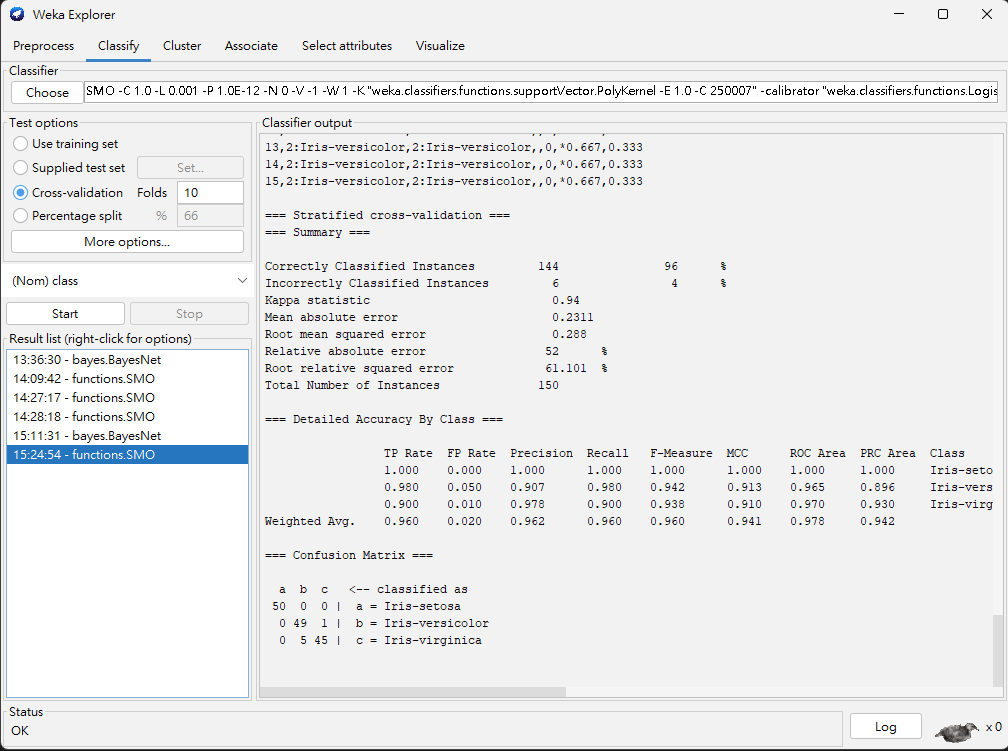 Weka Explorer
Preprocess Classify Cluster Associate Select attributes Visualize
Classifier
Choose SMO -C 1.0 -L 0.001 -P 1.0E-12 -N 0 -V -1 -W 1 -K "weka.classifiers.functions.supportVector.PolyKernel -E 1.0 -C 250007" -calibrator "weka.classifiers.functions.Logis
Test options
Use training set
Supplied test set Set...
Cross-validation Folds 10
Percentage split % 66
More options...
(Nom) class
Start Stop
Result list (right-click for options)
13:36:30 - bayes.BayesNet
14:09:42 - functions.SMO
14:27:17 - functions.SMO
14:28:18 - functions.SMO
15:11:31 - bayes.BayesNet
15:24:54 - functions.SMO
Classifier output
13,2:Iris-versicolor,2:Iris-versicolor,,0,*0.667,0.333
14,2:Iris-versicolor,2:Iris-versicolor,,0,*0.667,0.333
15,2:Iris-versicolor,2:Iris-versicolor,,0,*0.667,0.333
=== Stratified cross-validation ===
=== Summary ===
Correctly Classified Instances 144 96 %
Incorrectly Classified Instances 6 4 %
Kappa statistic 0.94
Mean absolute error 0.2311
Root mean squared error 0.288
Relative absolute error 52 %
Root relative squared error 61.101 %
Total Number of Instances 150
=== Detailed Accuracy By Class ===
TP Rate FP Rate Precision Recall F-Measure MCC ROC Area PRC Area Class
1.000 0.000 1.000 1.000 1.000 1.000 1.000 1.000 Iris-seto
0.980 0.050 0.907 0.980 0.942 0.913 0.965 0.896 Iris-vers
0.900 0.010 0.978 0.900 0.938 0.910 0.970 0.930 Iris-virg
Weighted Avg. 0.960 0.020 0.962 0.960 0.960 0.941 0.978 0.942
=== Confusion Matrix ===
a b c <-- classified as
50 0 0 | a = Iris-setosa
0 49 1 | b = Iris-versicolor
0 5 45 | c = Iris-virginica
Status
OK
Log
x 0